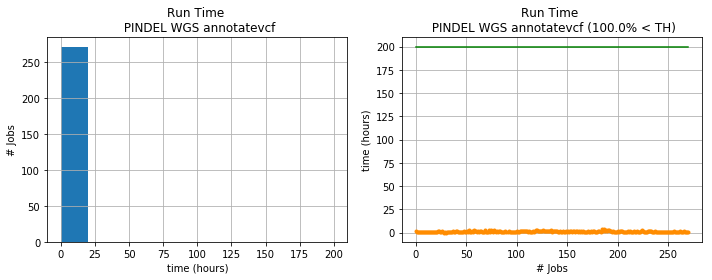 Run Time
PINDEL WGS annotatevcf
# Jobs
250
200
150
100
50
0
0 25 50 75 100 125 150 175 200
time (hours)
Run Time
PINDEL WGS annotatevcf (100.0% < TH)
time (hours)
200
175
150
125
100
75
50
25
0
0 50 100 150 200 250
# Jobs